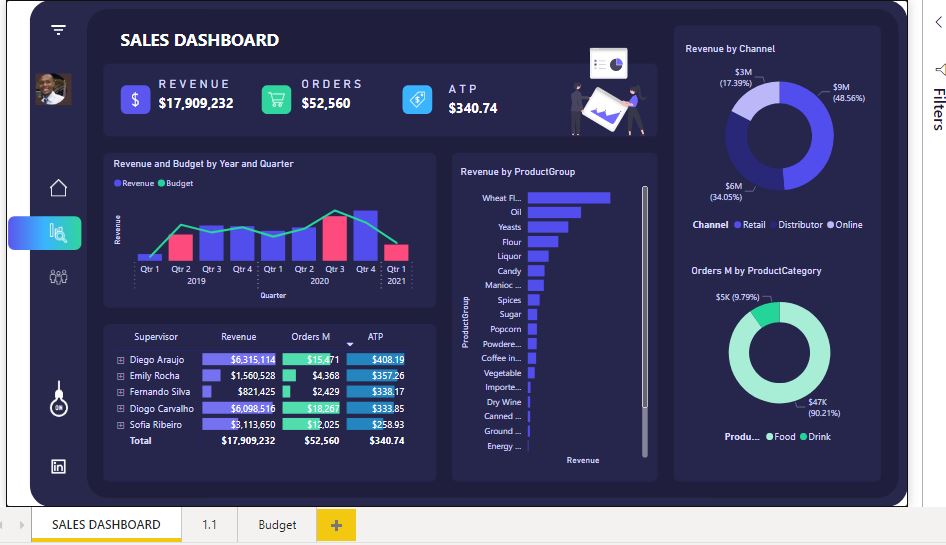 SALES DASHBOARD
REVENUE
$17,909,232
ORDERS
$52,560
ATP
$340.74
Revenue and Budget by Year and Quarter
Revenue Budget
Revenue
Qtr 1 Qtr 2 Qtr 3 Qtr 4 Qtr 1 Qtr 2 Qtr 3 Qtr 4 Qtr 1
2019 2020 2021
Quarter
Supervisor Revenue Orders M ATP
Diego Araujo $6,315,114 $15,471 $408.19
Emily Rocha $1,560,528 $4,368 $357.26
Fernando Silva $821,425 $2,429 $338.17
Diogo Carvalho $6,098,516 $18,267 $333.85
Sofia Ribeiro $3,113,650 $12,025 $258.93
Total $17,909,232 $52,560 $340.74
Revenue by ProductGroup
ProductGroup
Wheat Fl...
Oil
Yeasts
Flour
Liquor
Candy
Manioc ...
Spices
Sugar
Popcorn
Powdere...
Coffee in...
Vegetable
Importe...
Dry Wine
Canned ...
Ground ...
Energy ...
Revenue
Revenue by Channel
$3M
(17.39%)
$9M
(48.56%)
$6M
(34.05%)
Channel Retail Distributor Online
Orders M by ProductCategory
$5K (9.79%)
$47K
(90.21%)
Produ... Food Drink
ON
in
Filters
SALES DASHBOARD 1.1 Budget +